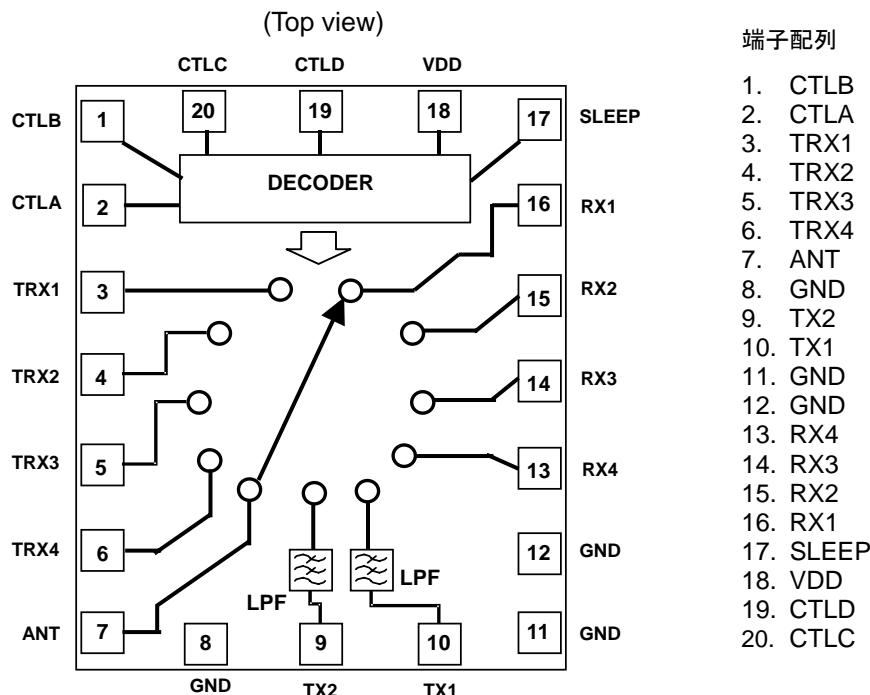 (Top view)
CTLC CTLD VDD
CTLB 1 20 19 18 17 SLEEP
DECODER
CTLA 2 16 RX1
TRX1 3 15 RX2
TRX2 4 14 RX3
TRX3 5 13 RX4
TRX4 6 12 GND
LPF LPF
ANT 7 8 9 10 11 GND
GND TX2 TX1
端子配列
1. CTLB
2. CTLA
3. TRX1
4. TRX2
5. TRX3
6. TRX4
7. ANT
8. GND
9. TX2
10. TX1
11. GND
12. GND
13. RX4
14. RX3
15. RX2
16. RX1
17. SLEEP
18. VDD
19. CTLD
20. CTLC